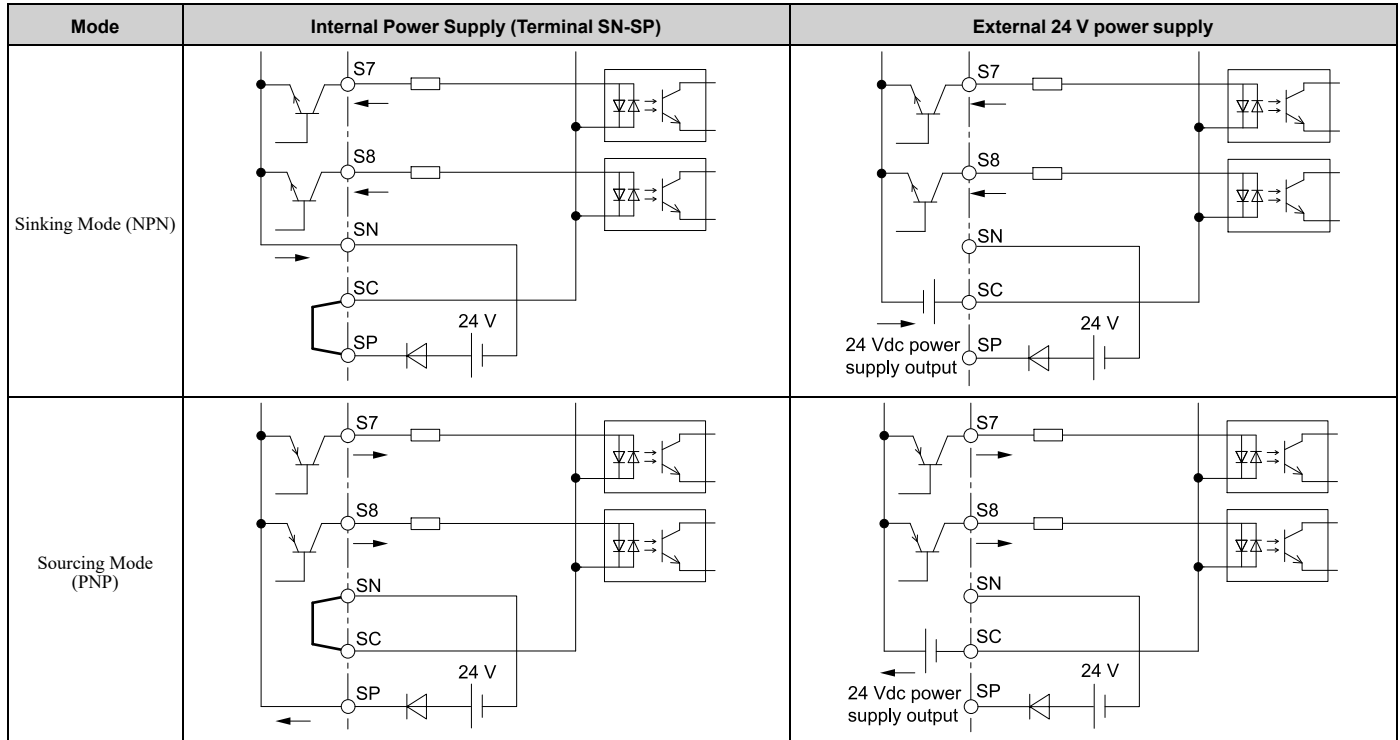 Mode
Internal Power Supply (Terminal SN-SP)
External 24 V power supply
Sinking Mode (NPN)
S7
S8
SN
SC
24 V
SP
S7
S8
SN
SC
24 V
24 Vdc power
supply output
SP
Sourcing Mode
(PNP)
S7
S8
SN
SC
24 V
SP
S7
S8
SN
SC
24 V
24 Vdc power
supply output
SP